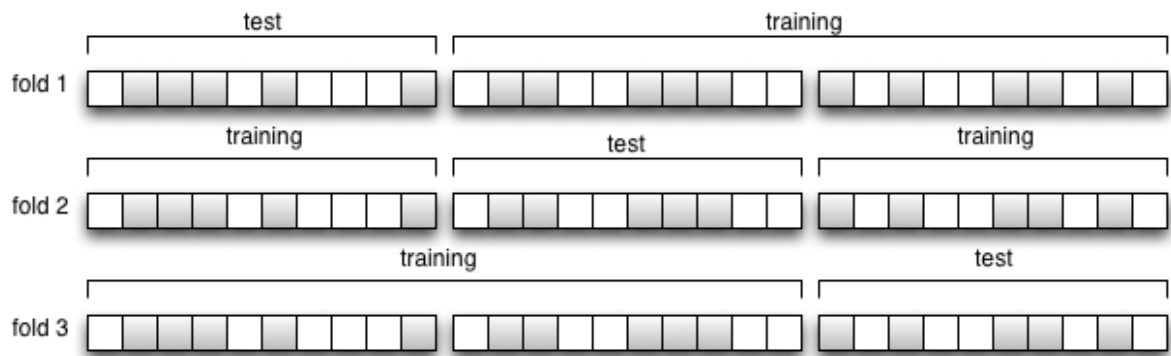 test training
fold 1
training test training
fold 2
training test
fold 3